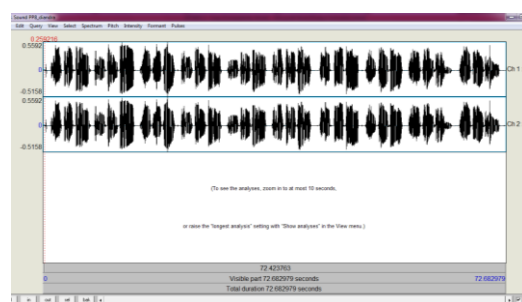 Sound PPB_diandra
Edit Query View Select Spectrum Pitch Intensity Formant Pulses
0.259216
0.5592
0
-0.5158
Ch 1
0.5592
0
-0.5158
Ch 2
(To see the analyses, zoom in to at most 10 seconds,
or raise the "longest analysis" setting with "Show analyses" in the View menu.)
72.423763
0 Visible part 72.682979 seconds 72.682979
Total duration 72.682979 seconds
in out sel bak